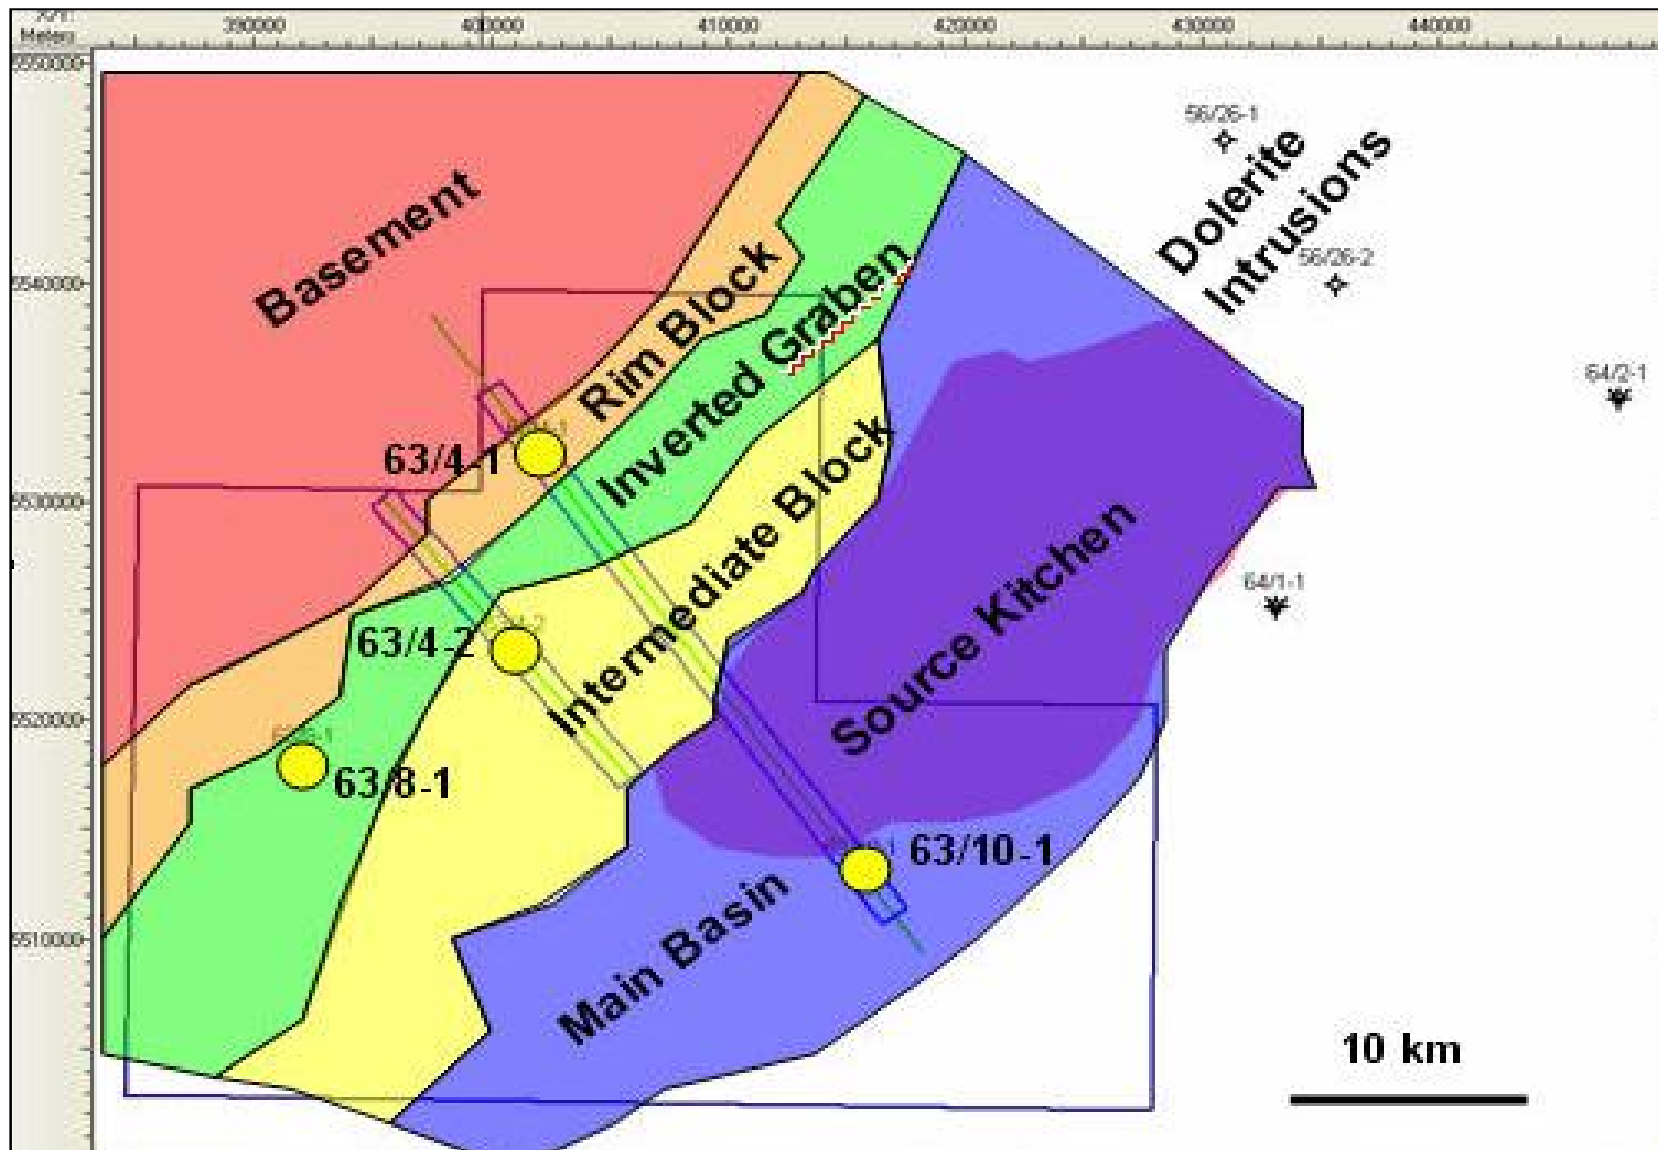 X/Y:
Meters
390000
400000
410000
420000
430000
440000
5550000
5540000
5530000
5520000
5510000
56/26-1
Dolerite
Intrusions
56/26-2
64/2-1
64/1-1
Basement
Rim Block
Inverted Graben
Intermediate Block
Source Kitchen
Main Basin
63/4-1
63/4-2
63/8-1
63/10-1
10 km